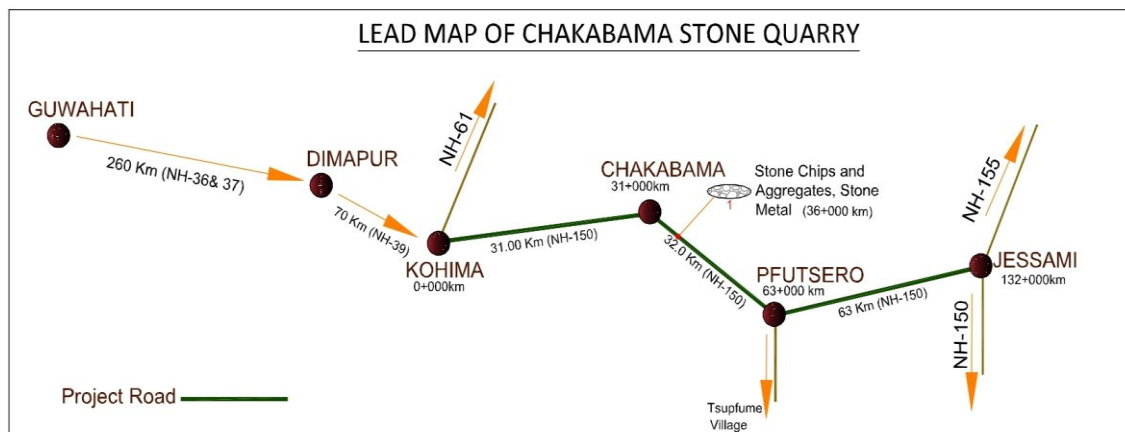 LEAD MAP OF CHAKABAMA STONE QUARRY
GUWAHATI
260 Km (NH-36& 37)
DIMAPUR
70 Km (NH-39)
NH-61
KOHIMA
0+000km
31.00 Km (NH-150)
CHAKABAMA
31+000km
Stone Chips and
Aggregates, Stone
Metal (36+000 km)
1
32.0 Km (NH-150)
PFUTSERO
63+000 km
63 Km (NH-150)
NH-155
JESSAMI
132+000km
NH-150
Tsupfume
Village
Project Road